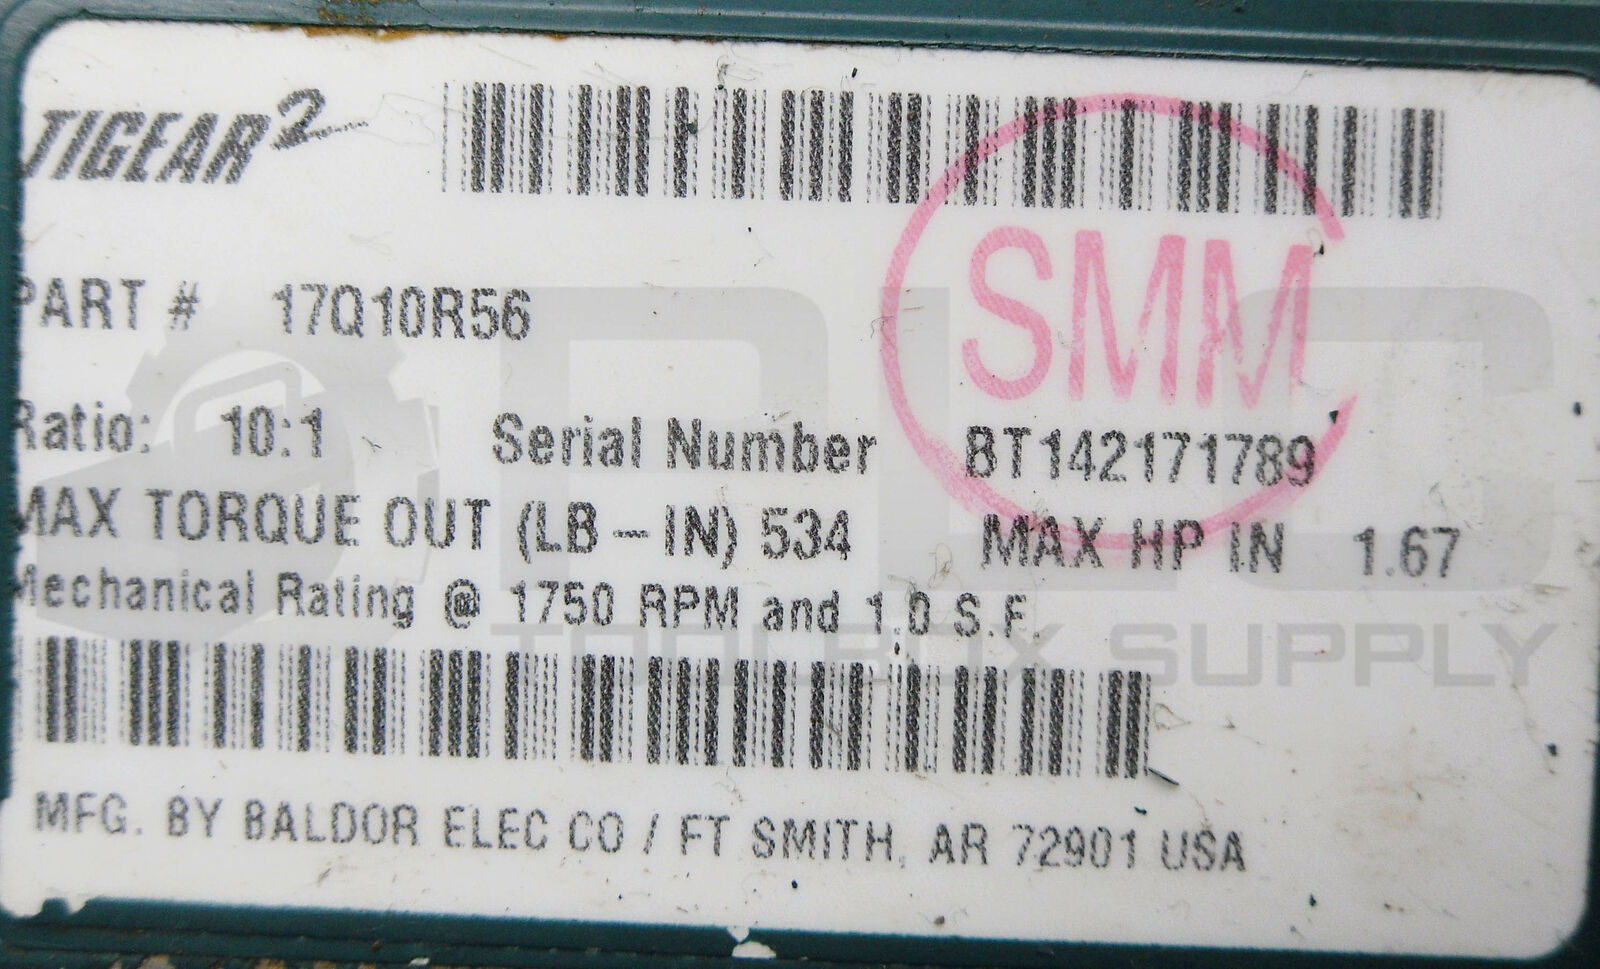 TIGEAR2
SMM
PART # 17Q10R56
Ratio: 10:1 Serial Number BT142171789
MAX TORQUE OUT (LB - IN) 534 MAX HP IN 1.67
Mechanical Rating @ 1750 RPM and 1.0 S.F.
MFG. BY BALDOR ELEC CO / FT SMITH, AR 72901 USA
PLC
TOOLBOX SUPPLY